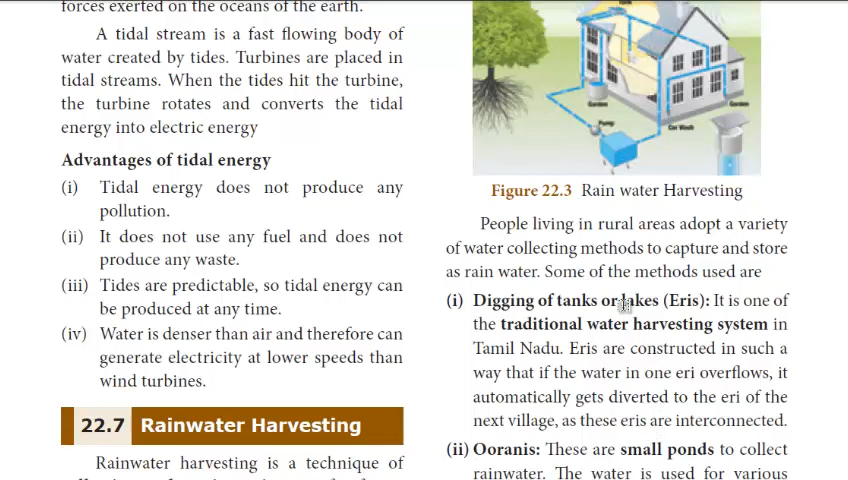 forces exerted on the oceans of the earth.
A tidal stream is a fast flowing body of
water created by tides. Turbines are placed in
tidal streams. When the tides hit the turbine,
the turbine rotates and converts the tidal
energy into electric energy
Advantages of tidal energy
(i) Tidal energy does not produce any
pollution.
(ii) It does not use any fuel and does not
produce any waste.
(iii) Tides are predictable, so tidal energy can
be produced at any time.
(iv) Water is denser than air and therefore can
generate electricity at lower speeds than
wind turbines.
22.7 Rainwater Harvesting
Rainwater harvesting is a technique of
Garden
Pump
Car Wash
Garden
Figure 22.3 Rain water Harvesting
People living in rural areas adopt a variety
of water collecting methods to capture and store
as rain water. Some of the methods used are
(i) Digging of tanks or lakes (Eris): It is one of
the traditional water harvesting system in
Tamil Nadu. Eris are constructed in such a
way that if the water in one eri overflows, it
automatically gets diverted to the eri of the
next village, as these eris are interconnected.
(ii) Ooranis: These are small ponds to collect
rainwater. The water is used for various